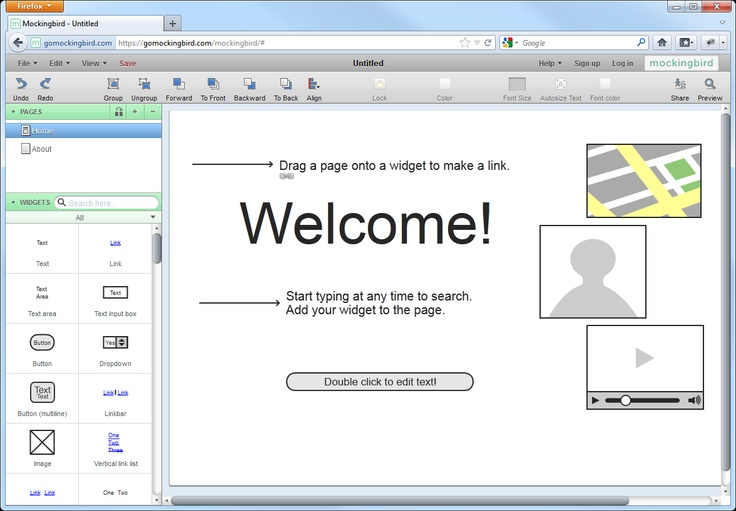 Firefox
Mockingbird - Untitled
gomockingbird.com https://gomockingbird.com/mockingbird/# Google
File Edit View Save Untitled Help Sign up Log in mockingbird
Undo Redo Group Ungroup Forward To Front Backward To Back Align Lock Color Font Size Autosize Text Font color Share Preview
PAGES + −
Home
About
WIDGETS Search here...
All
Text Link
Text Link
Text
Area
Text
Text area Text input box
Button Yes
Button Dropdown
Text
Text
Link Link
Button (multiline) Linkbar
One
Two
Three
Image Vertical link list
Link Link One Two
Drag a page onto a widget to make a link.
Welcome!
Start typing at any time to search.
Add your widget to the page.
Double click to edit text!